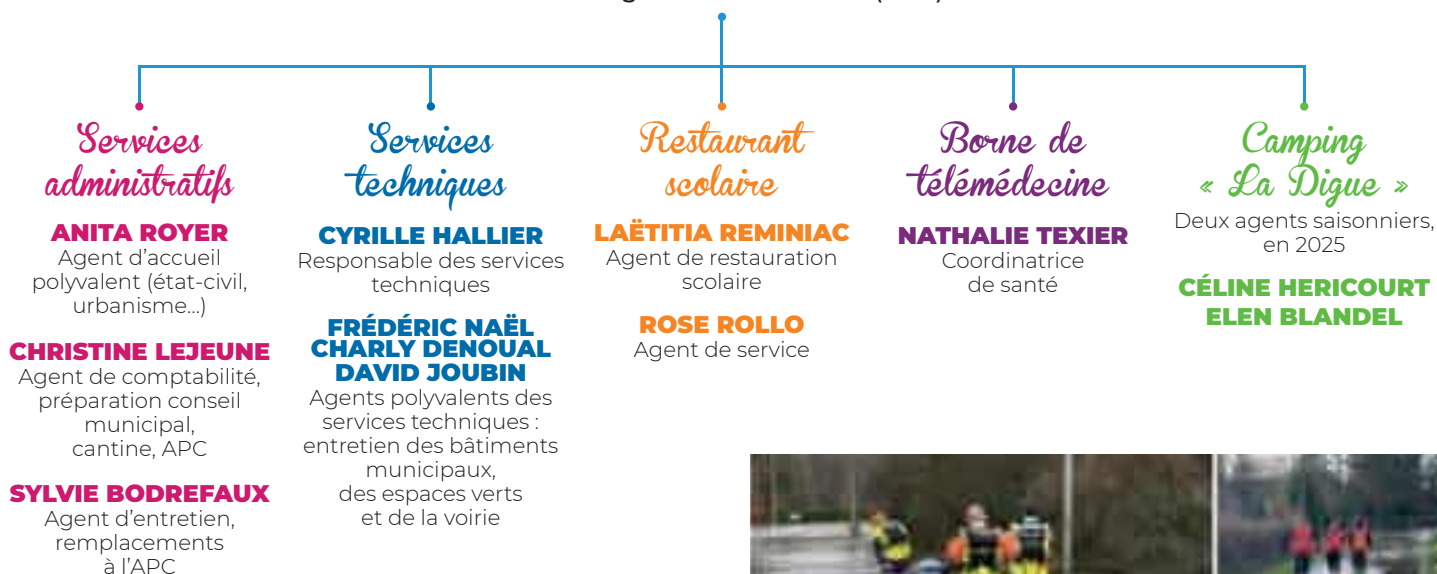 Services
administratifs
ANITA ROYER
Agent d'accueil
polyvalent (état-civil,
urbanisme...)
CHRISTINE LEJEUNE
Agent de comptabilité,
préparation conseil
municipal,
cantine, APC
SYLVIE BODREFAUX
Agent d'entretien,
remplacements
à l'APC
Services
techniques
CYRILLE HALLIER
Responsable des services
techniques
FRÉDÉRIC NAËL
CHARLY DENOUAL
DAVID JOUBIN
Agents polyvalents des
services techniques :
entretien des bâtiments
municipaux,
des espaces verts
et de la voirie
Restaurant
scolaire
LAËTITIA REMINIAC
Agent de restauration
scolaire
ROSE ROLLO
Agent de service
Borne de
télémédecine
NATHALIE TEXIER
Coordinatrice
de santé
Camping
« La Digue »
Deux agents saisonniers,
en 2025
CÉLINE HERICOURT
ELEN BLANDEL